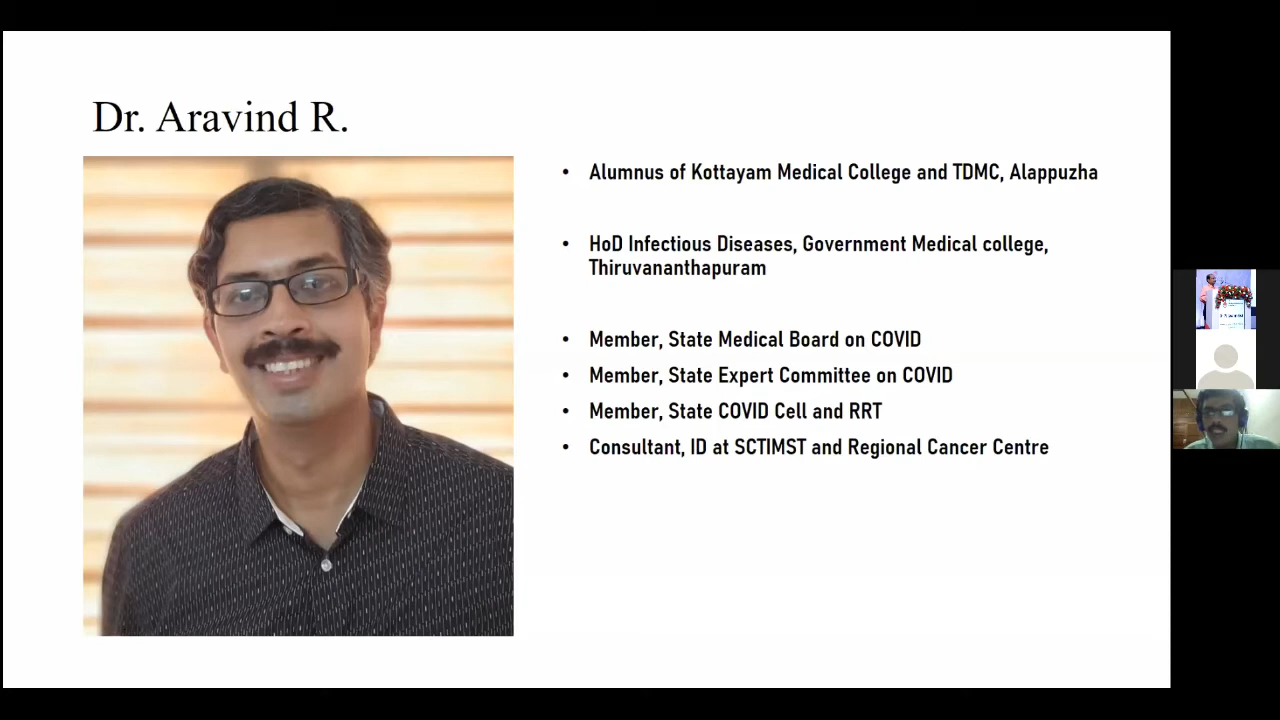 Dr. Aravind R.
• Alumnus of Kottayam Medical College and TDMC, Alappuzha
• HoD Infectious Diseases, Government Medical college,
Thiruvananthapuram
• Member, State Medical Board on COVID
• Member, State Expert Committee on COVID
• Member, State COVID Cell and RRT
• Consultant, ID at SCTIMST and Regional Cancer Centre